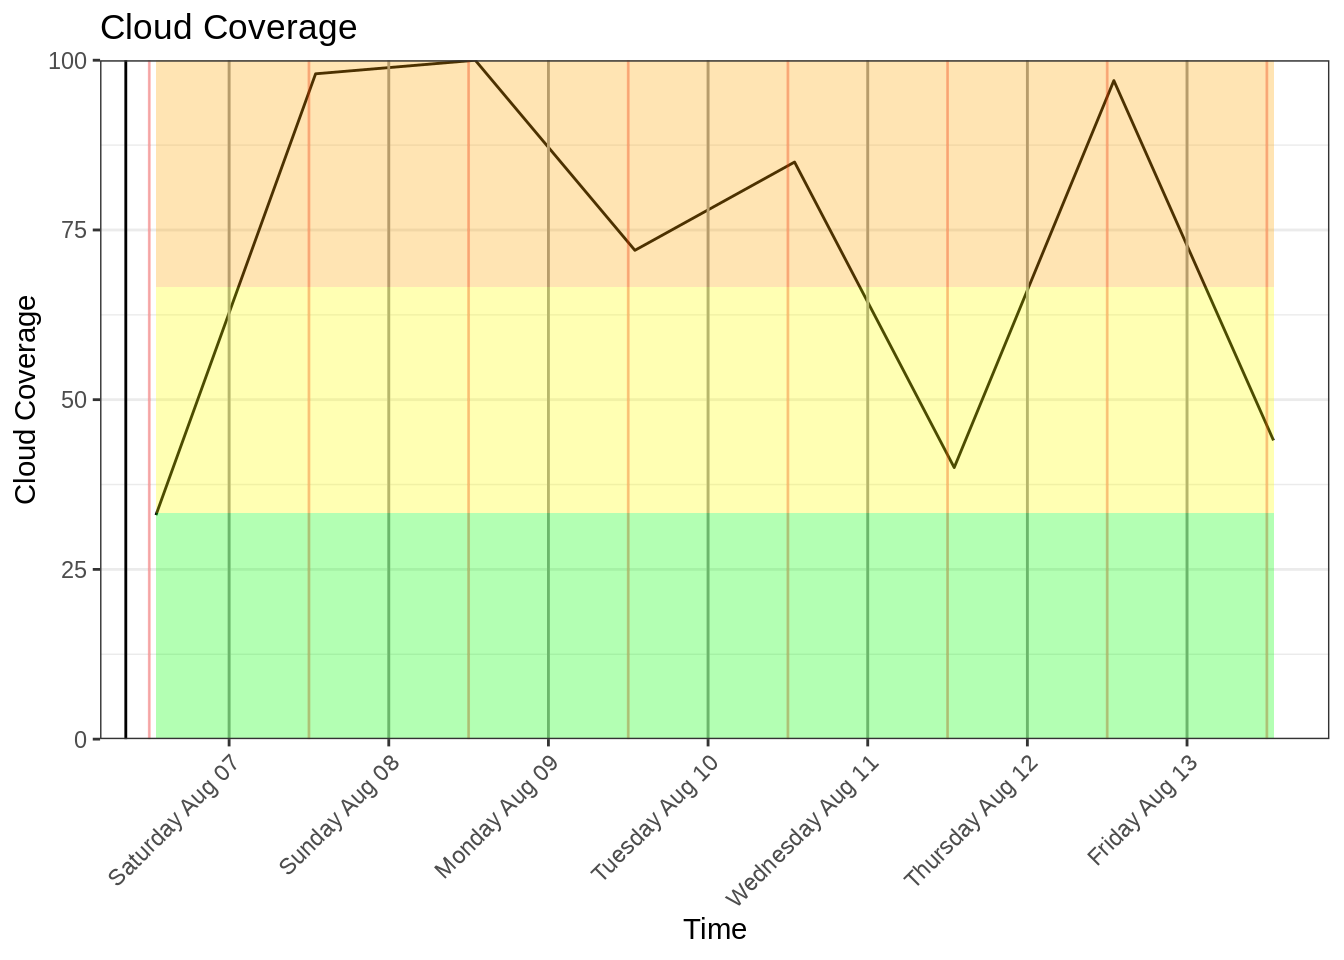 Cloud Coverage
Cloud Coverage
100
75
50
25
0
Saturday Aug 07
Sunday Aug 08
Monday Aug 09
Tuesday Aug 10
Wednesday Aug 11
Thursday Aug 12
Friday Aug 13
Time